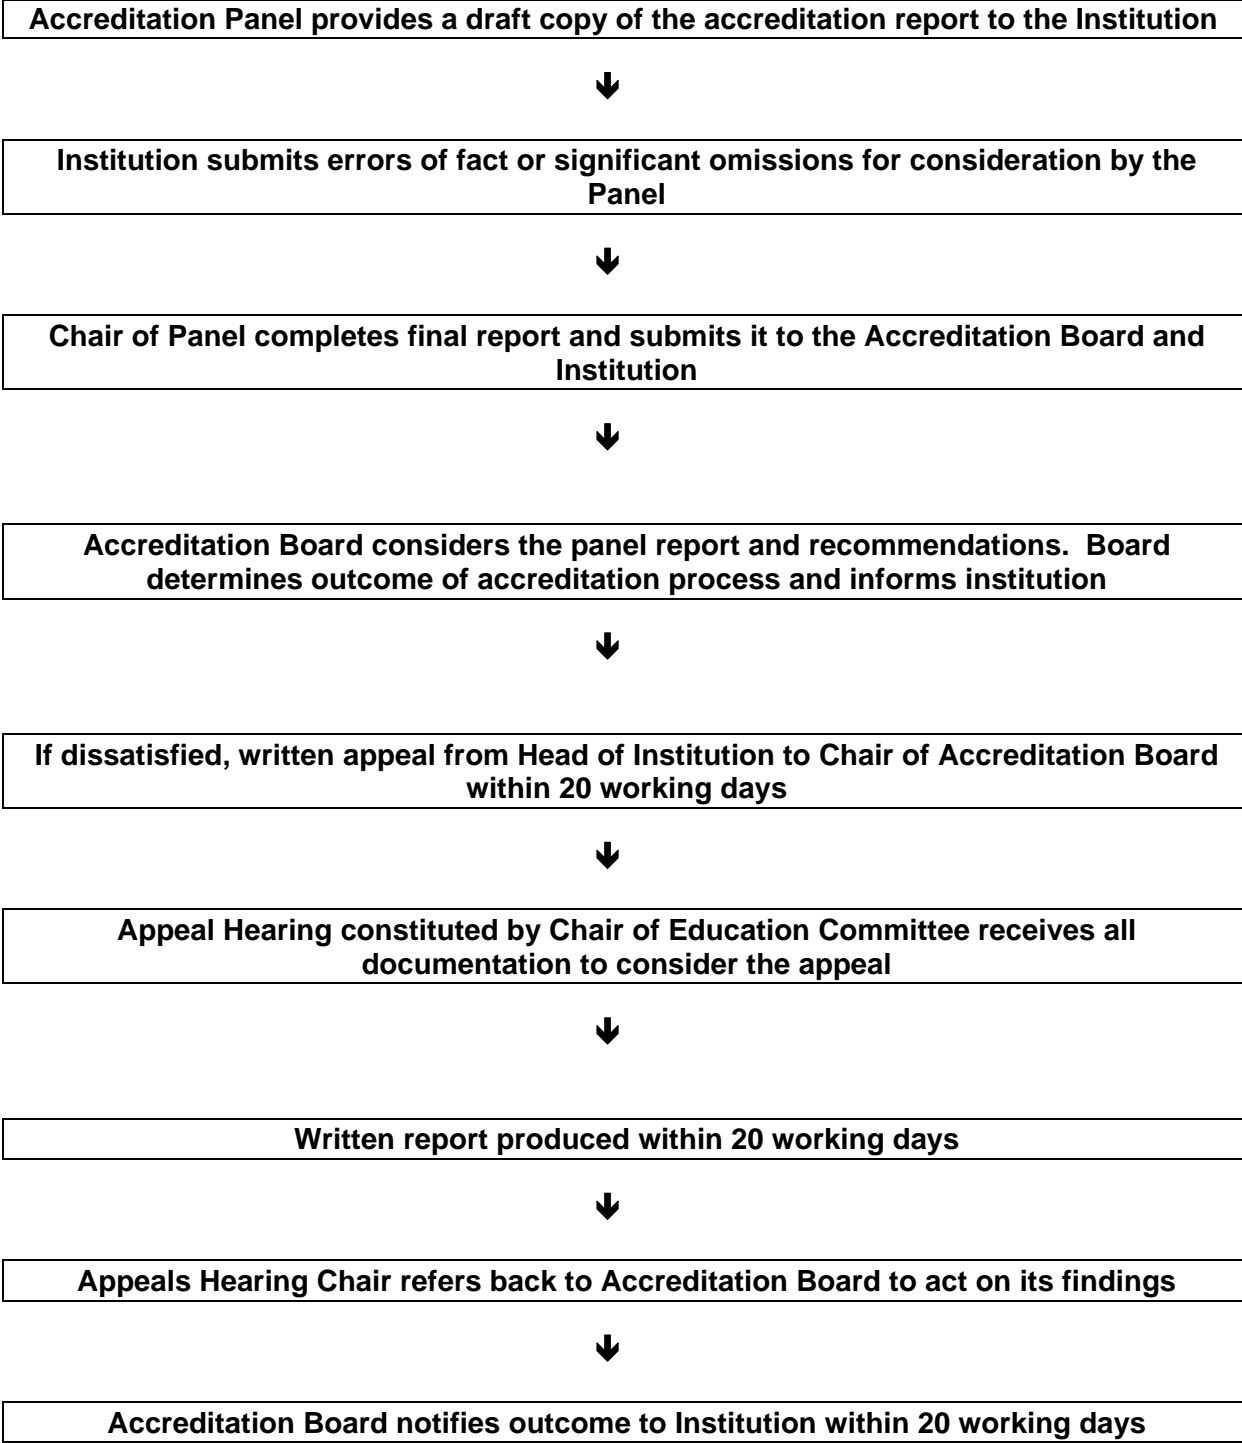 Accreditation Panel provides a draft copy of the accreditation report to the Institution
Institution submits errors of fact or significant omissions for consideration by the
Panel
Chair of Panel completes final report and submits it to the Accreditation Board and
Institution
Accreditation Board considers the panel report and recommendations.  Board
determines outcome of accreditation process and informs institution
If dissatisfied, written appeal from Head of Institution to Chair of Accreditation Board
within 20 working days
Appeal Hearing constituted by Chair of Education Committee receives all
documentation to consider the appeal
Written report produced within 20 working days
Appeals Hearing Chair refers back to Accreditation Board to act on its findings
Accreditation Board notifies outcome to Institution within 20 working days